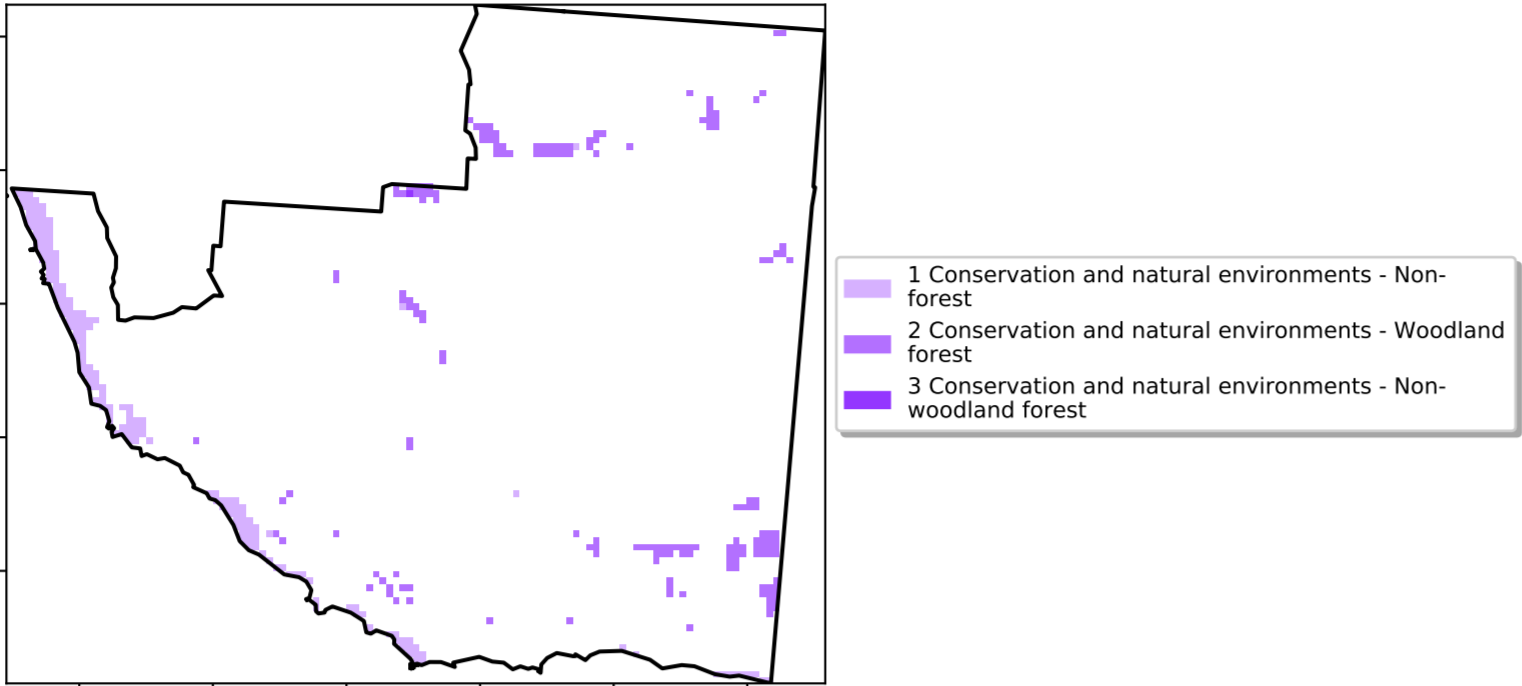 1 Conservation and natural environments - Non-
forest
2 Conservation and natural environments - Woodland
forest
3 Conservation and natural environments - Non-
woodland forest